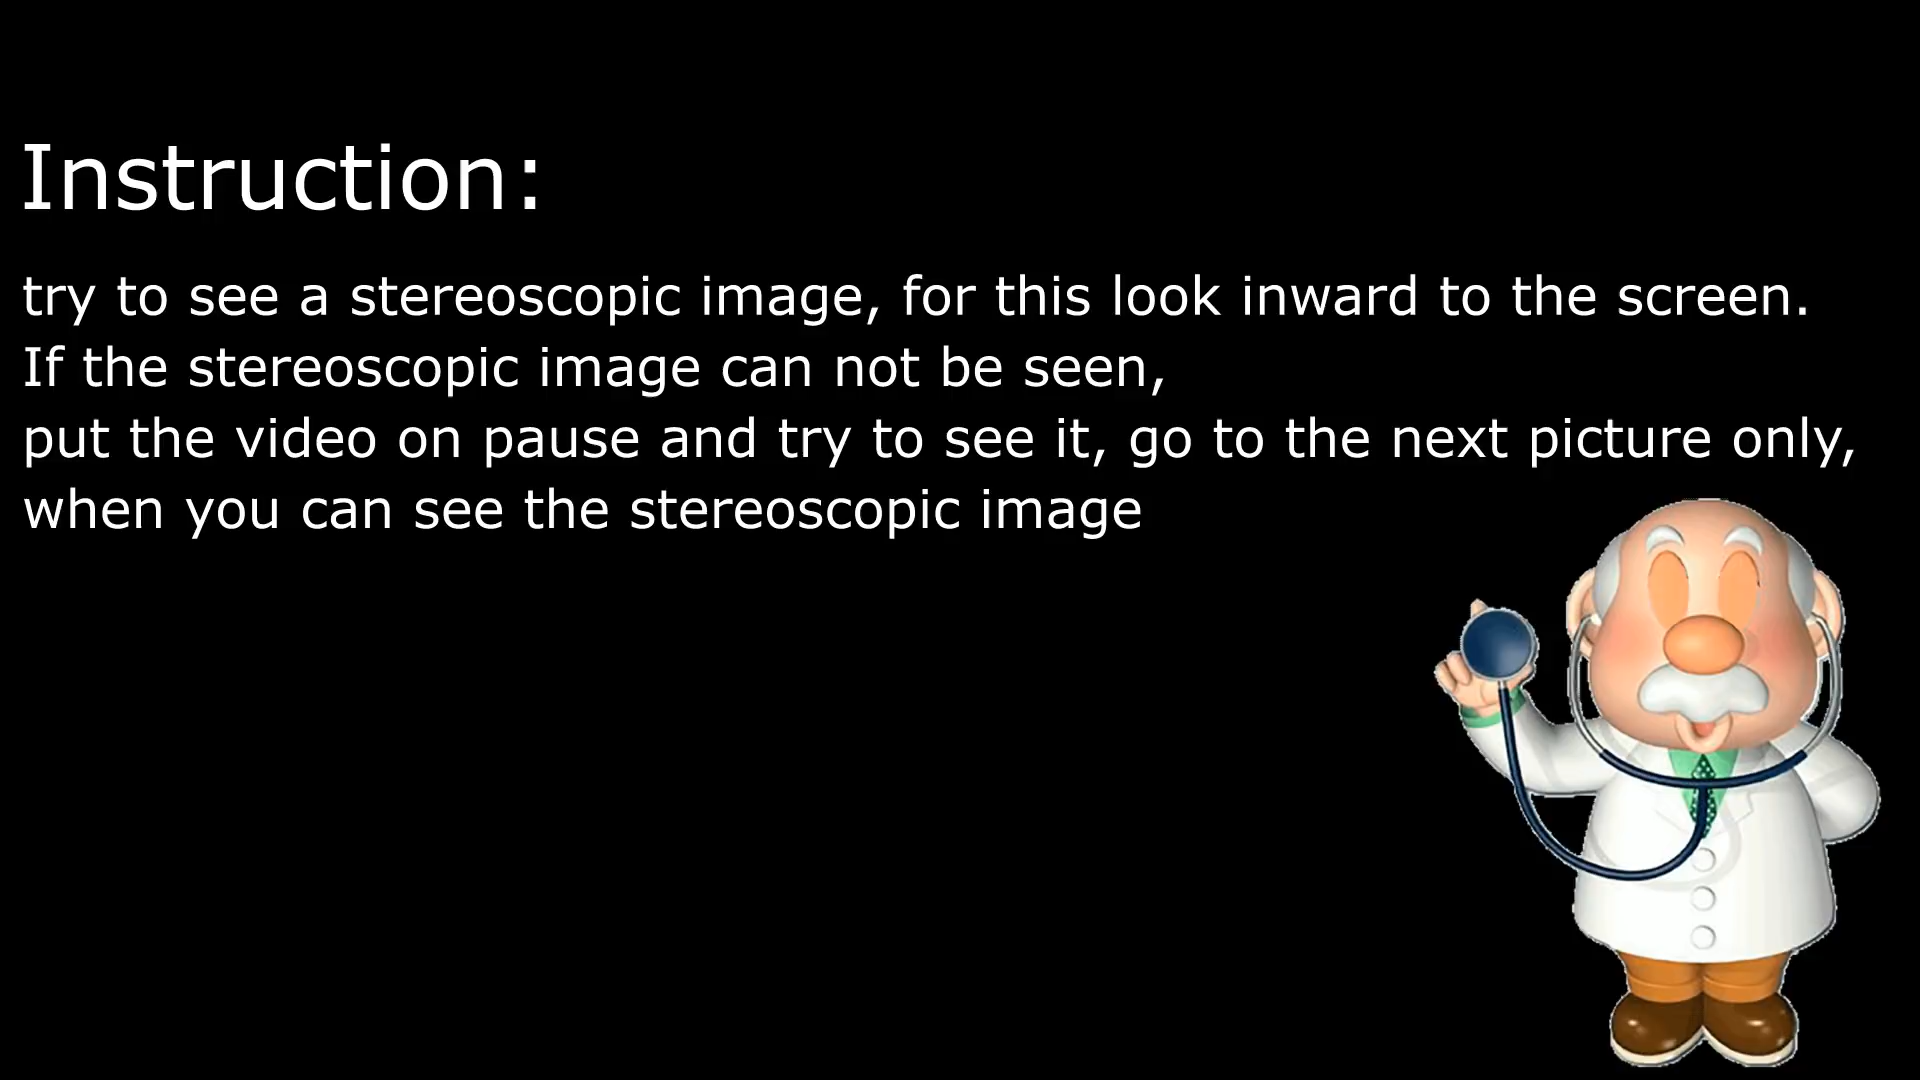 Instruction:
try to see a stereoscopic image, for this look inward to the screen.
If the stereoscopic image can not be seen,
put the video on pause and try to see it, go to the next picture only,
when you can see the stereoscopic image